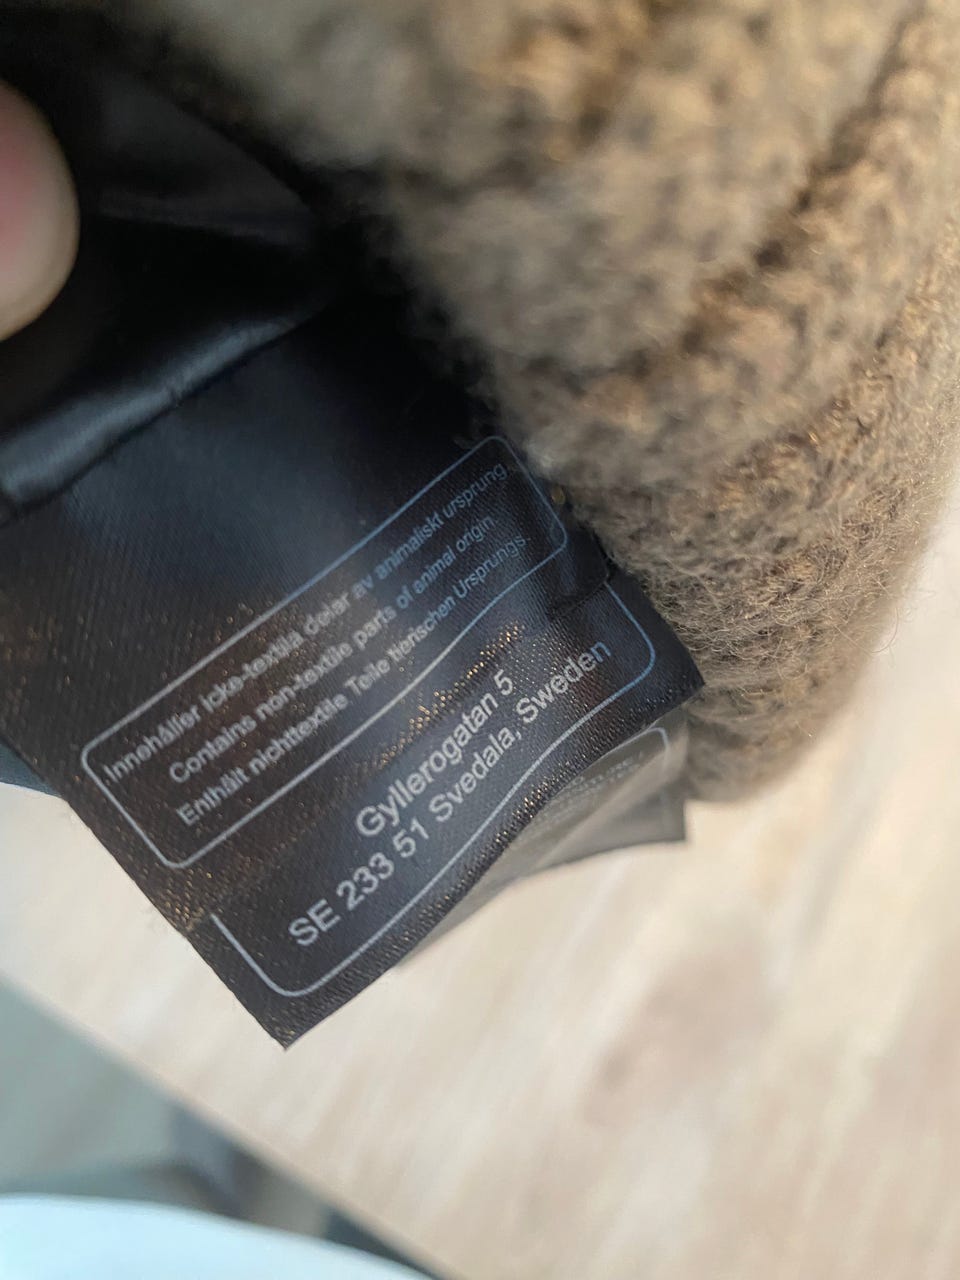 Innehåller icke-textila delar av animaliskt ursprung.
Contains non-textile parts of animal origin.
Enthält nichttextile Teile tierischen Ursprungs.
Gyllerogatan 5
SE 233 51 Svedala, Sweden